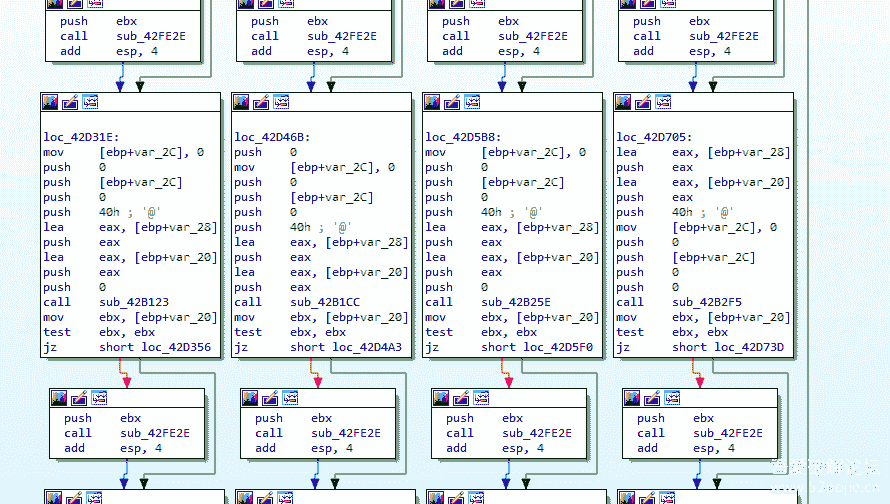 push ebx
call sub_42FE2E
add esp, 4
push ebx
call sub_42FE2E
add esp, 4
push ebx
call sub_42FE2E
add esp, 4
push ebx
call sub_42FE2E
add esp, 4
loc_42D31E:
mov [ebp+var_2C], 0
push 0
push [ebp+var_2C]
push 0
push 40h ; '@'
lea eax, [ebp+var_28]
push eax
lea eax, [ebp+var_20]
push eax
push 0
call sub_42B123
mov ebx, [ebp+var_20]
test ebx, ebx
jz short loc_42D356
loc_42D46B:
push 0
mov [ebp+var_2C], 0
push 0
push [ebp+var_2C]
push 0
push 40h ; '@'
lea eax, [ebp+var_28]
push eax
lea eax, [ebp+var_20]
push eax
call sub_42B1CC
mov ebx, [ebp+var_20]
test ebx, ebx
jz short loc_42D4A3
loc_42D5B8:
mov [ebp+var_2C], 0
push 0
push [ebp+var_2C]
push 0
push 40h ; '@'
lea eax, [ebp+var_28]
push eax
lea eax, [ebp+var_20]
push eax
push 0
call sub_42B25E
mov ebx, [ebp+var_20]
test ebx, ebx
jz short loc_42D5F0
loc_42D705:
lea eax, [ebp+var_28]
push eax
lea eax, [ebp+var_20]
push eax
push 40h ; '@'
mov [ebp+var_2C], 0
push 0
push [ebp+var_2C]
push 0
push 0
call sub_42B2F5
mov ebx, [ebp+var_20]
test ebx, ebx
jz short loc_42D73D
push ebx
call sub_42FE2E
add esp, 4
push ebx
call sub_42FE2E
add esp, 4
push ebx
call sub_42FE2E
add esp, 4
push ebx
call sub_42FE2E
add esp, 4